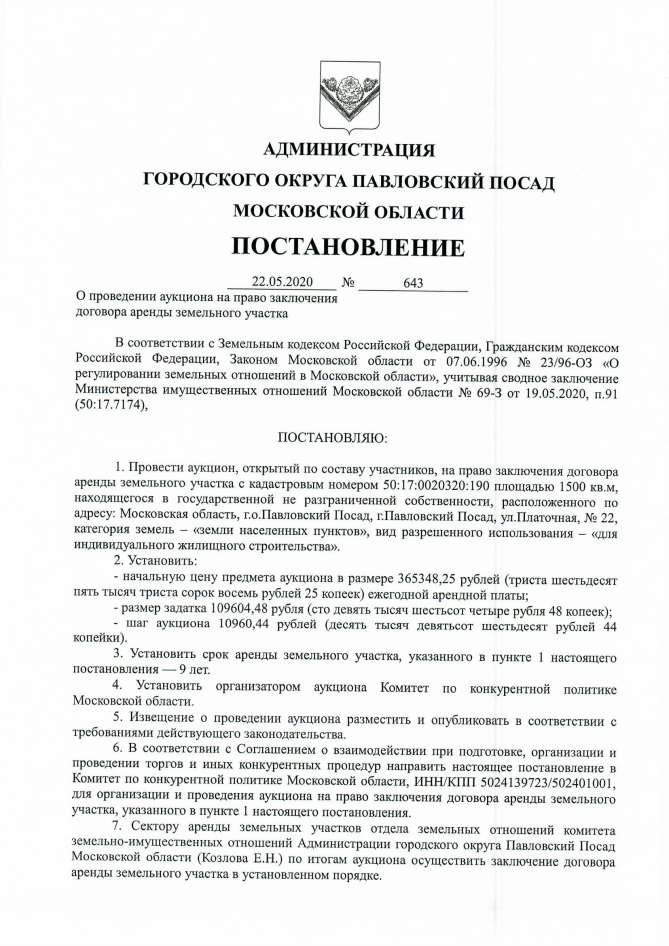 АДМИНИСТРАЦИЯ
ГОРОДСКОГО ОКРУГА ПАВЛОВСКИЙ ПОСАД
МОСКОВСКОЙ ОБЛАСТИ
ПОСТАНОВЛЕНИЕ
22.05.2020 № 643
О проведении аукциона на право заключения
договора аренды земельного участка
В соответствии с Земельным кодексом Российской Федерации, Гражданским кодексом
Российской Федерации, Законом Московской области от 07.06.1996 № 23/96-ОЗ «О
регулировании земельных отношений в Московской области», учитывая сводное заключение
Министерства имущественных отношений Московской области № 69-З от 19.05.2020, п.91
(50:17.7174),
ПОСТАНОВЛЯЮ:
1. Провести аукцион, открытый по составу участников, на право заключения договора
аренды земельного участка с кадастровым номером 50:17:0020320:190 площадью 1500 кв.м,
находящегося в государственной не разграниченной собственности, расположенного по
адресу: Московская область, г.о.Павловский Посад, г.Павловский Посад, ул.Платочная, № 22,
категория земель – «земли населенных пунктов», вид разрешенного использования – «для
индивидуального жилищного строительства».
2. Установить:
- начальную цену предмета аукциона в размере 365348,25 рублей (триста шестьдесят
пять тысяч триста сорок восемь рублей 25 копеек) ежегодной арендной платы;
- размер задатка 109604,48 рубля (сто девять тысяч шестьсот четыре рубля 48 копеек);
- шаг аукциона 10960,44 рублей (десять тысяч девятьсот шестьдесят рублей 44
копейки).
3. Установить срок аренды земельного участка, указанного в пункте 1 настоящего
постановления — 9 лет.
4. Установить организатором аукциона Комитет по конкурентной политике
Московской области.
5. Извещение о проведении аукциона разместить и опубликовать в соответствии с
требованиями действующего законодательства.
6. В соответствии с Соглашением о взаимодействии при подготовке, организации и
проведении торгов и иных конкурентных процедур направить настоящее постановление в
Комитет по конкурентной политике Московской области, ИНН/КПП 5024139723/502401001,
для организации и проведения аукциона на право заключения договора аренды земельного
участка, указанного в пункте 1 настоящего постановления.
7. Сектору аренды земельных участков отдела земельных отношений комитета
земельно-имущественных отношений Администрации городского округа Павловский Посад
Московской области (Козлова Е.Н.) по итогам аукциона осуществить заключение договора
аренды земельного участка в установленном порядке.